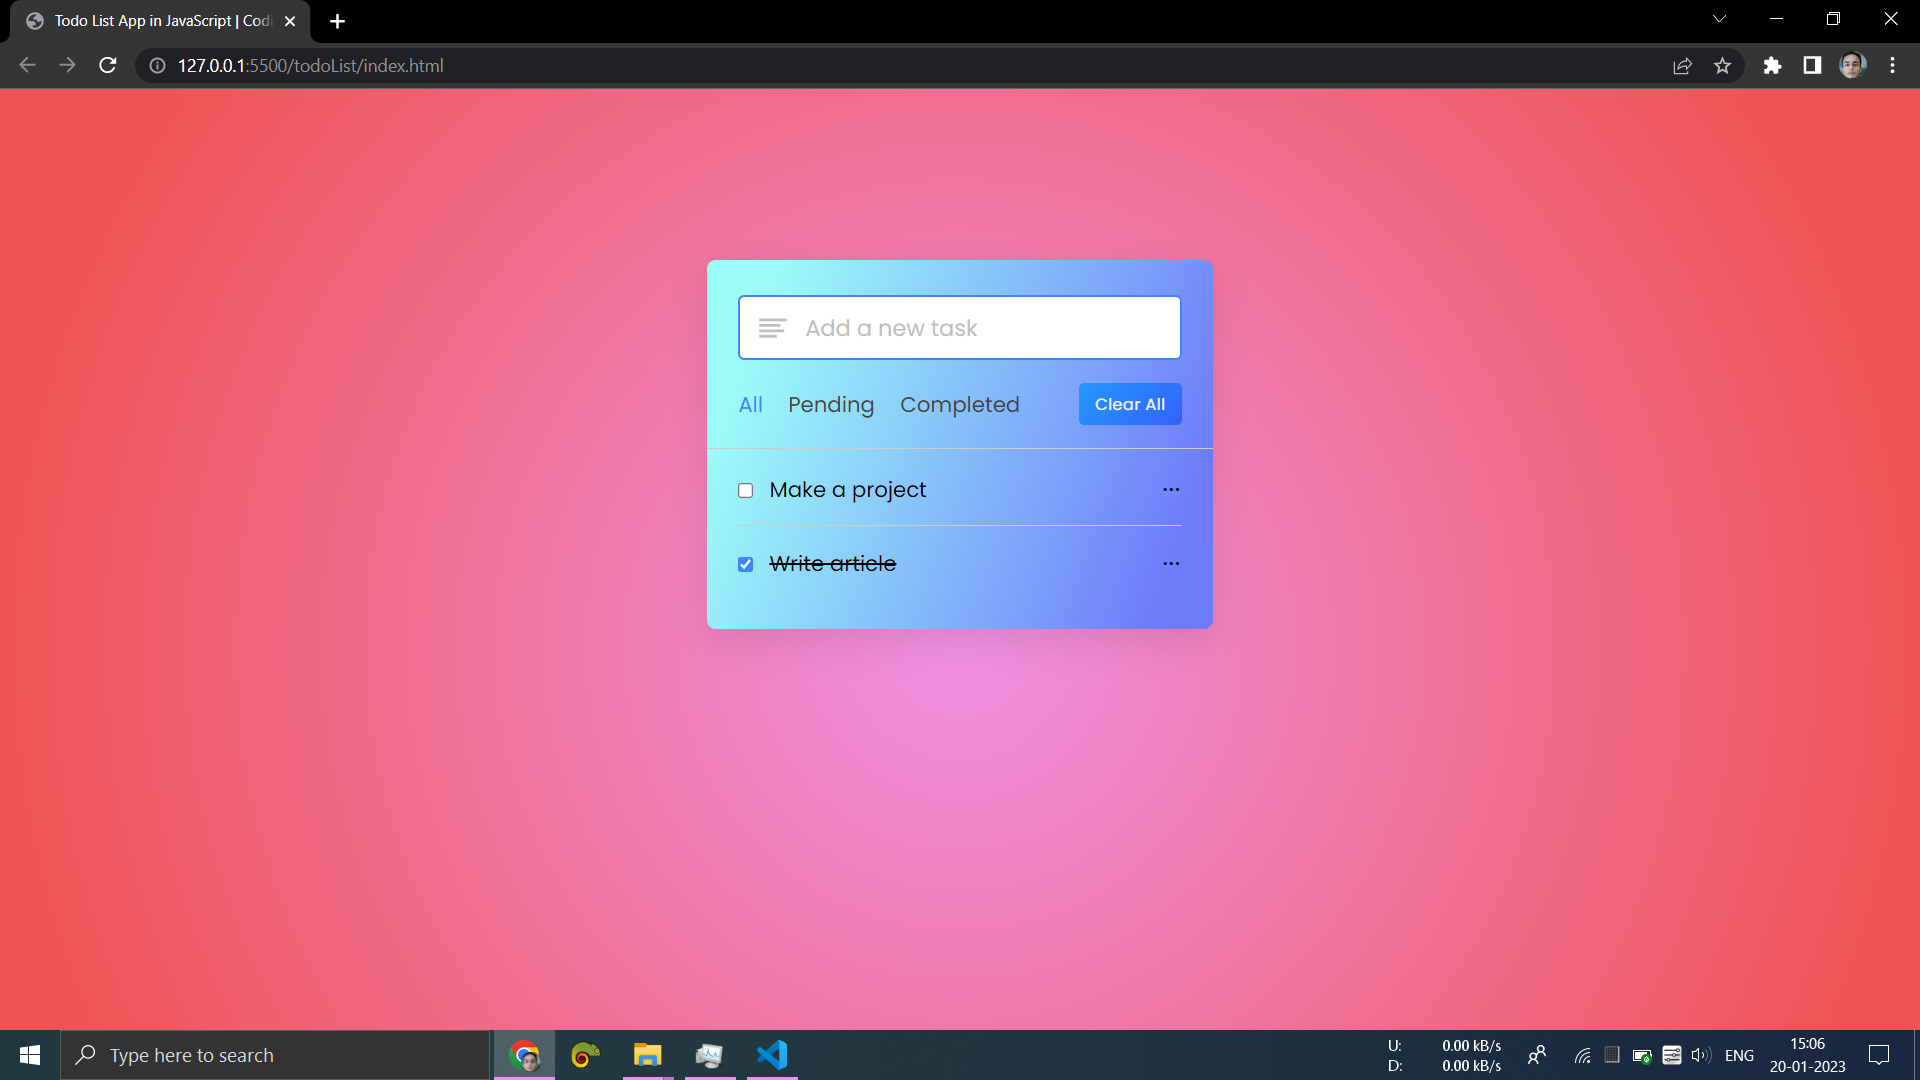 Todo List App in JavaScript | Codi
127.0.0.1:5500/todoList/index.html
Add a new task
All Pending Completed Clear All
Make a project
Write article
Type here to search
U: 0.00 kB/s
D: 0.00 kB/s
ENG
15:06
20-01-2023